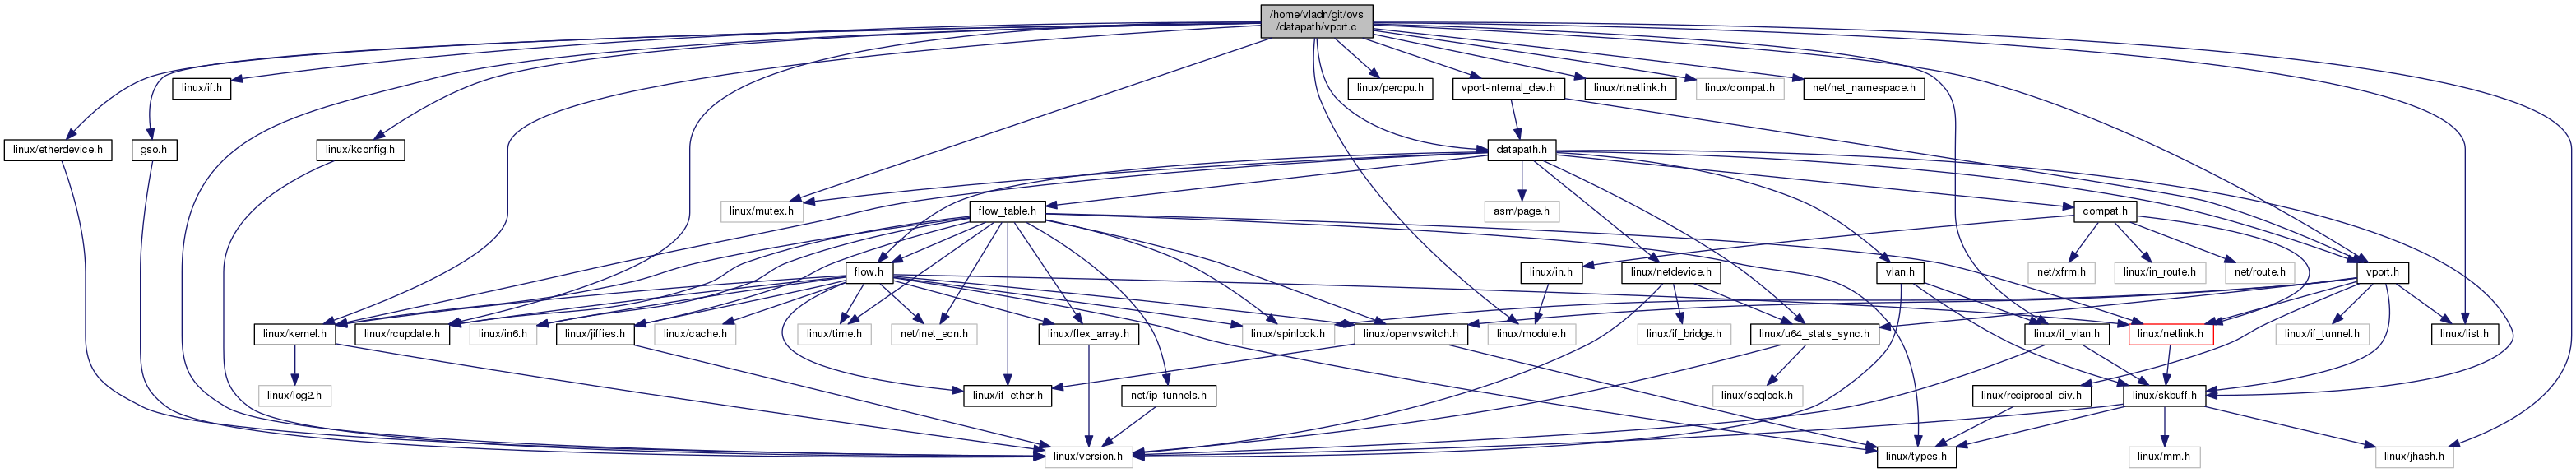 /home/vladn/git/ovs
/datapath/vport.c
linux/if.h
linux/percpu.h
vport-internal_dev.h
linux/rtnetlink.h
linux/compat.h
net/net_namespace.h
linux/etherdevice.h
gso.h
linux/kconfig.h
datapath.h
linux/mutex.h
flow_table.h
asm/page.h
compat.h
flow.h
linux/in.h
linux/netdevice.h
vlan.h
net/xfrm.h
linux/in_route.h
net/route.h
vport.h
linux/kernel.h
linux/rcupdate.h
linux/in6.h
linux/jiffies.h
linux/cache.h
linux/time.h
net/inet_ecn.h
linux/flex_array.h
linux/spinlock.h
linux/openvswitch.h
linux/module.h
linux/if_bridge.h
linux/u64_stats_sync.h
linux/if_vlan.h
linux/netlink.h
linux/if_tunnel.h
linux/list.h
linux/log2.h
linux/if_ether.h
net/ip_tunnels.h
linux/seqlock.h
linux/reciprocal_div.h
linux/skbuff.h
linux/version.h
linux/types.h
linux/mm.h
linux/jhash.h